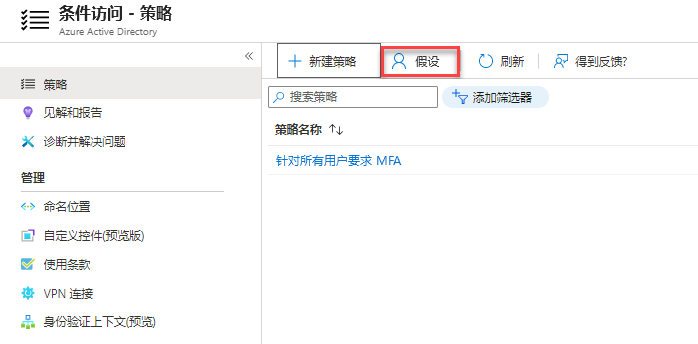 条件访问 - 策略
Azure Active Directory
«
策略
见解和报告
诊断并解决问题
管理
命名位置
自定义控件(预览版)
使用条款
VPN 连接
身份验证上下文(预览)
新建策略 假设 刷新 得到反馈?
搜索策略 添加筛选器
策略名称 ↑↓
针对所有用户要求 MFA